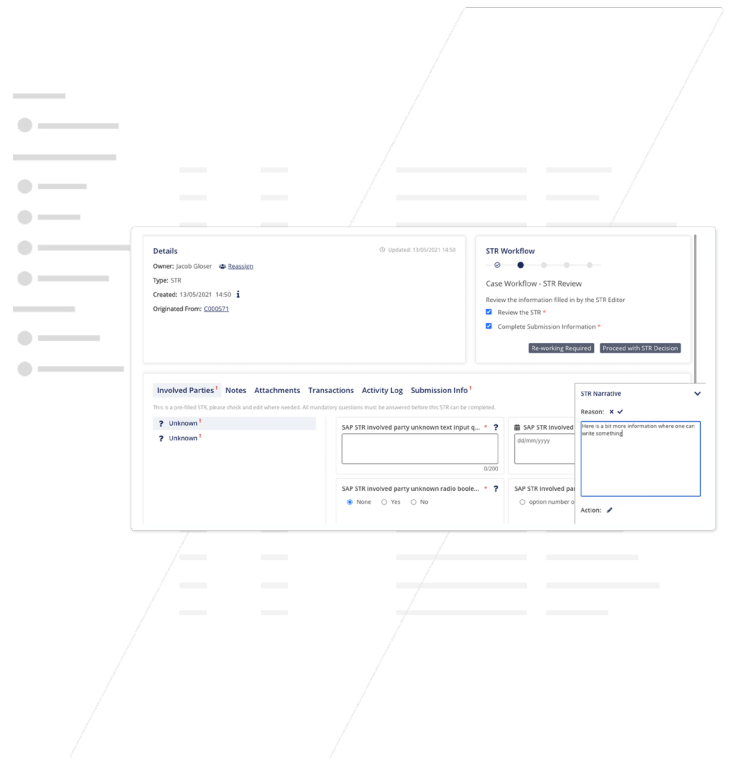 Details
Updated: 13/05/2021 14:50
Owner: Jacob Gloser Reassign
Type: STR
Created: 13/05/2021 14:50
Originated From: C000571
STR Workflow
Case Workflow - STR Review
Review the information filled in by the STR Editor
Review the STR *
Complete Submission Information *
Re-working Required Proceed with STR Decision
Involved Parties ! Notes Attachments Transactions Activity Log Submission Info !
This is a pre-filled STR, please check and edit where needed. All mandatory questions must be answered before this STR can be completed.
? Unknown !
? Unknown !
SAP STR involved party unknown text input q... * ?
0/200
SAP STR involved party unknown radio boole... * ?
None Yes No
SAP STR involved
dd/mm/yyyy
SAP STR involved pa
option number o
STR Narrative
Reason:
Here is a bit more information where one can
write something
Action: